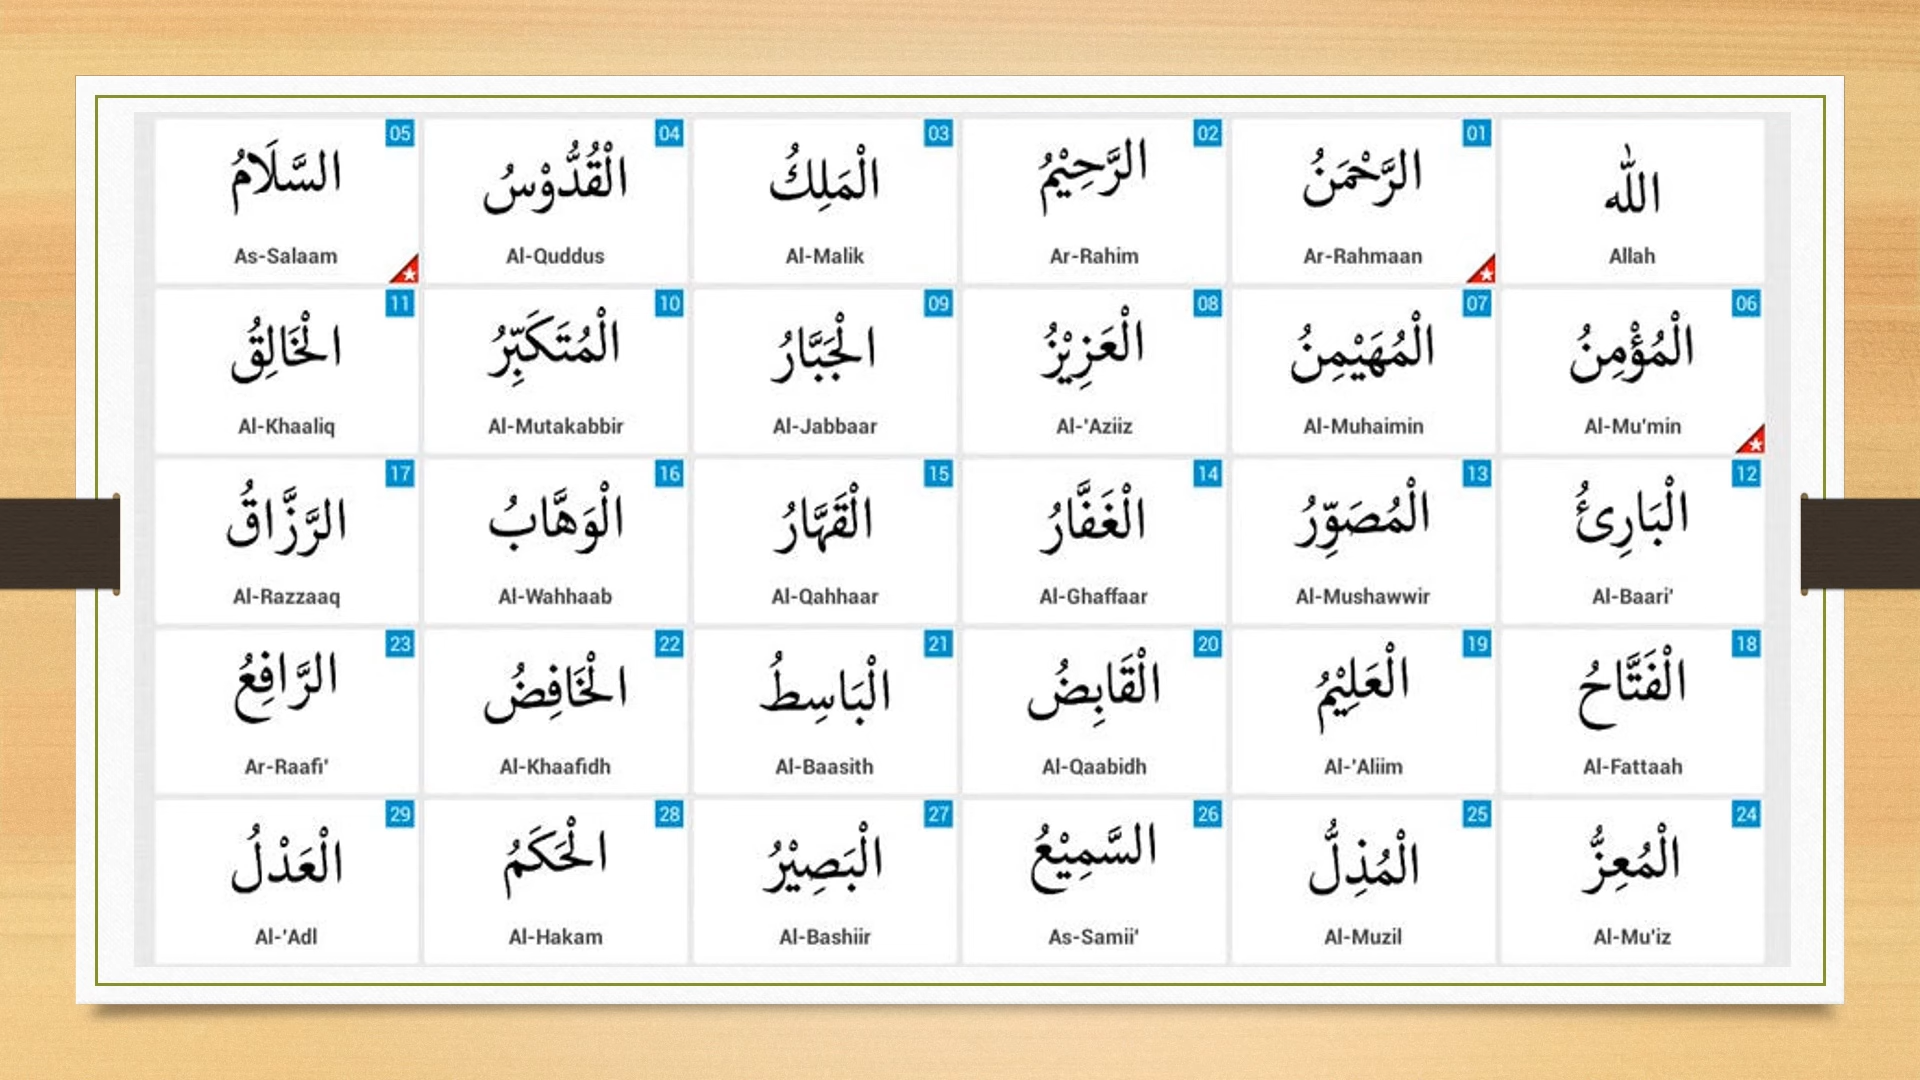 الله
Allah
01
الرَّحْمَنُ
Ar-Rahmaan
02
الرَّحِيْمُ
Ar-Rahim
03
الْمَلِكُ
Al-Malik
04
الْقُدُّوْسُ
Al-Quddus
05
السَّلَامُ
As-Salaam
06
الْمُؤْمِنُ
Al-Mu'min
07
الْمُهَيْمِنُ
Al-Muhaimin
08
الْعَزِيْزُ
Al-'Aziiz
09
الْجَبَّارُ
Al-Jabbaar
10
الْمُتَكَبِّرُ
Al-Mutakabbir
11
الْخَالِقُ
Al-Khaaliq
12
الْبَارِئُ
Al-Baari'
13
الْمُصَوِّرُ
Al-Mushawwir
14
الْغَفَّارُ
Al-Ghaffaar
15
الْقَهَّارُ
Al-Qahhaar
16
الْوَهَّابُ
Al-Wahhaab
17
الرَّزَّاقُ
Al-Razzaaq
18
الْفَتَّاحُ
Al-Fattaah
19
الْعَلِيْمُ
Al-'Aliim
20
الْقَابِضُ
Al-Qaabidh
21
الْبَاسِطُ
Al-Baasith
22
الْخَافِضُ
Al-Khaafidh
23
الرَّافِعُ
Ar-Raafi'
24
الْمُعِزُّ
Al-Mu'iz
25
الْمُذِلُّ
Al-Muzil
26
السَّمِيْعُ
As-Samii'
27
الْبَصِيْرُ
Al-Bashiir
28
الْحَكَمُ
Al-Hakam
29
الْعَدْلُ
Al-'Adl